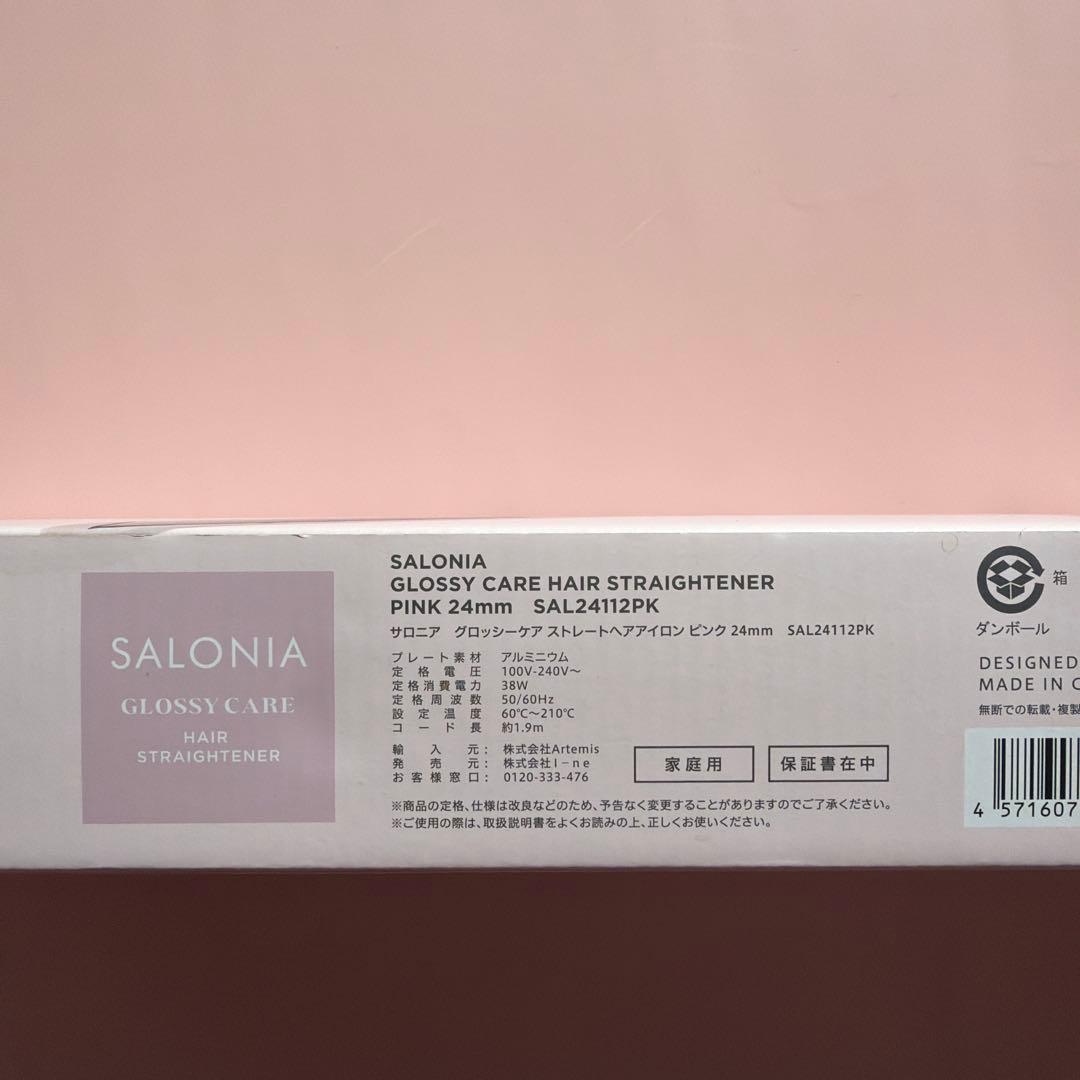 SALONIA
GLOSSY CARE
HAIR
STRAIGHTENER
SALONIA
GLOSSY CARE HAIR STRAIGHTENER
PINK 24mm SAL24112PK
サロニア グロッシーケア ストレートヘアアイロン ピンク 24mm SAL24112PK
プレート素材 アルミニウム
定格電圧 100V-240V~
定格消費電力 38W
定格周波数 50/60Hz
設定温度 60℃~210℃
コード長 約1.9m
輸入元: 株式会社Artemis
発売元: 株式会社I-ne
お客様窓口: 0120-333-476
家庭用
保証書在中
※商品の定格、仕様は改良などのため、予告なく変更することがありますのでご了承ください。
※ご使用の際は、取扱説明書をよくお読みの上、正しくお使いください。
箱
ダンボール
DESIGNED
MADE IN
無断での転載・複製
4 571607